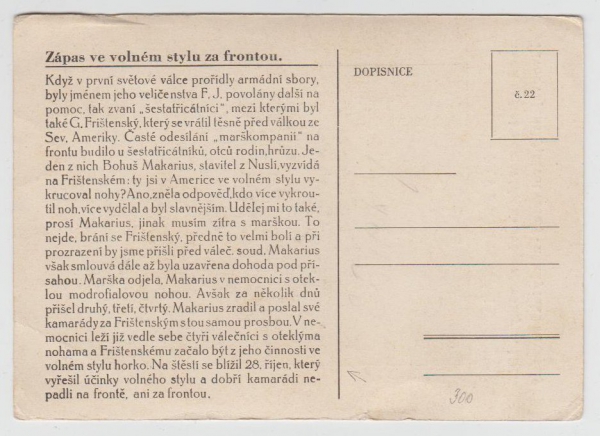 Zápas ve volném stylu za frontou.
Když v první světové válce prořídly armádní sbory,
byly jménem jeho veličenstva F. J. povolány další na
pomoc, tak zvaní „šestatřicátníci", mezi kterými byl
také G. Frištenský, který se vrátil těsně před válkou ze
Sev. Ameriky. Časté odesílání „marškompanií" na
frontu budilo u šestatřicátníků, otců rodin, hrůzu. Je-
den z nich Bohuš Makarius, stavitel z Nuslí, vyzvídá
na Frištenském: ty jsi v Americe ve volném stylu vy-
krucoval nohy? Ano, zněla odpověď, kdo více vykrou-
til noh, více vydělal a byl slavnějším. Udělej mi to také,
prosí Makarius, jinak musím zítra s marškou. To
nejde, brání se Frištenský, předně to velmi bolí a při
prozrazení by jsme přišli před váleč. soud. Makarius
však smlouvá dále až byla uzavřena dohoda pod pří-
sahou. Marška odjela, Makarius v nemocnici s otek-
lou modrofialovou nohou. Avšak za několik dnů
přišel druhý, třetí, čtvrtý. Makarius zradil a poslal své
kamarády za Frištenským s tou samou prosbou. V ne-
mocnici leží již vedle sebe čtyři válečníci s oteklýma
nohama a Frištenskému začalo být z jeho činnosti ve
volném stylu horko. Na štěstí se blížil 28. říjen, který
vyřešil účinky volného stylu a dobří kamarádi ne-
padli na frontě, ani za frontou.
DOPISNICE
č. 22
300